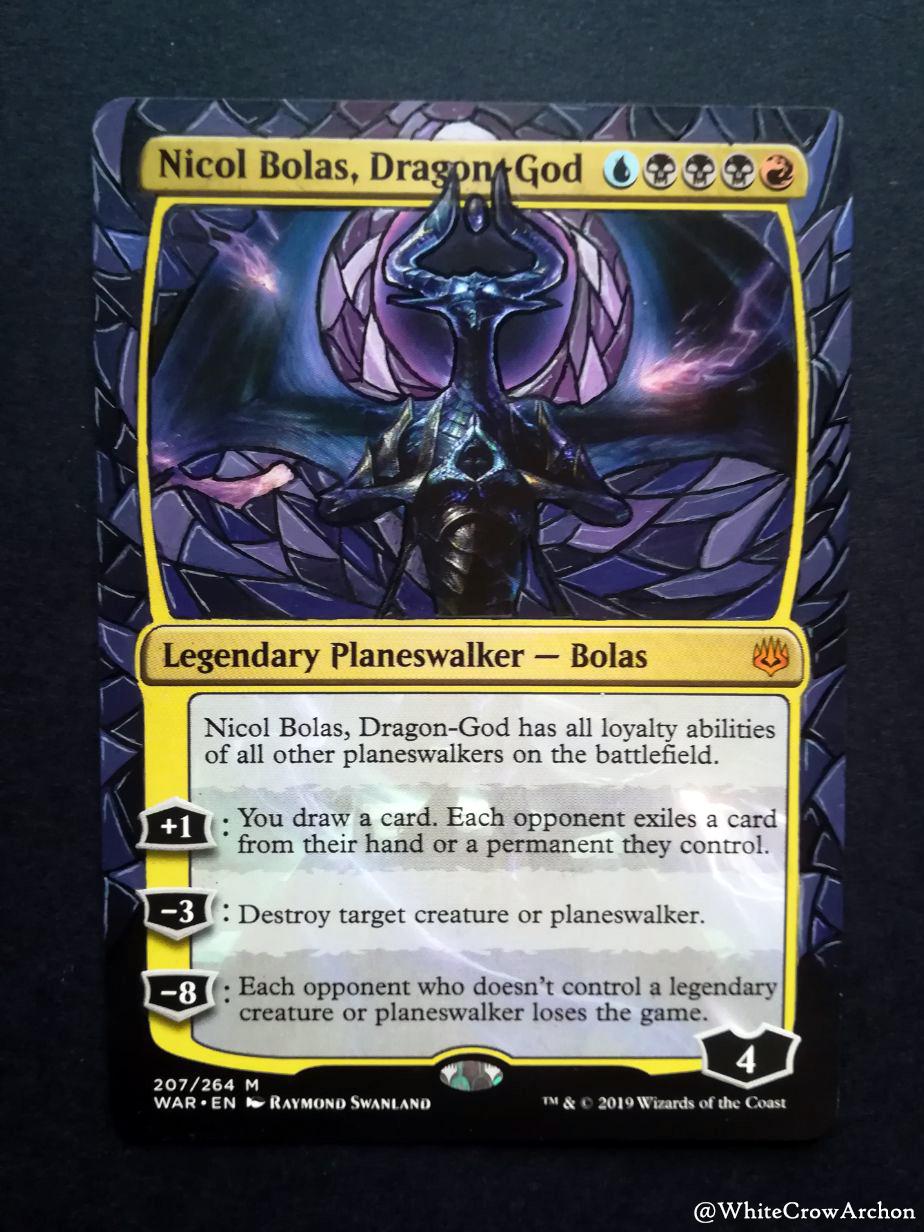 Nicol Bolas, Dragon-God
Legendary Planeswalker — Bolas
Nicol Bolas, Dragon-God has all loyalty abilities
of all other planeswalkers on the battlefield.
+1 : You draw a card. Each opponent exiles a card
from their hand or a permanent they control.
−3 : Destroy target creature or planeswalker.
−8 : Each opponent who doesn't control a legendary
creature or planeswalker loses the game.
4
207/264 M
WAR • EN RAYMOND SWANLAND
™ & © 2019 Wizards of the Coast
@WhiteCrowArchon